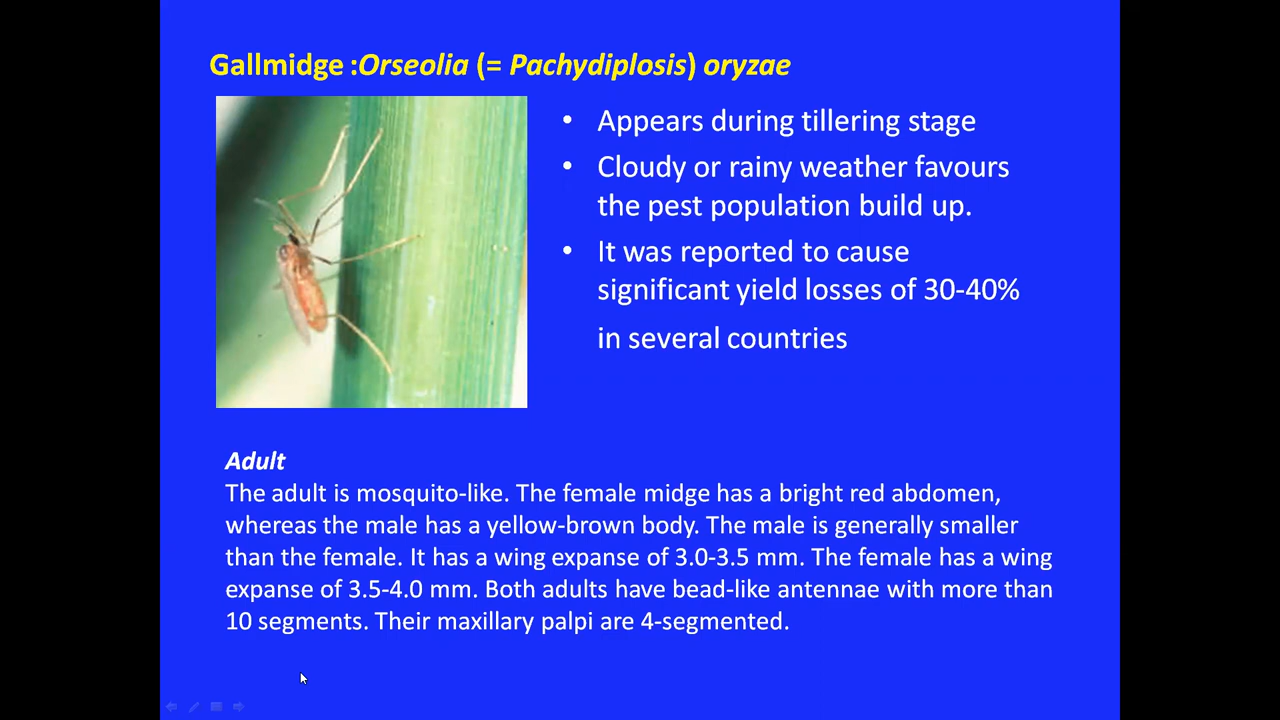 Gallmidge :Orseolia (= Pachydiplosis) oryzae
• Appears during tillering stage
• Cloudy or rainy weather favours
the pest population build up.
• It was reported to cause
significant yield losses of 30-40%
in several countries
Adult
The adult is mosquito-like. The female midge has a bright red abdomen,
whereas the male has a yellow-brown body. The male is generally smaller
than the female. It has a wing expanse of 3.0-3.5 mm. The female has a wing
expanse of 3.5-4.0 mm. Both adults have bead-like antennae with more than
10 segments. Their maxillary palpi are 4-segmented.